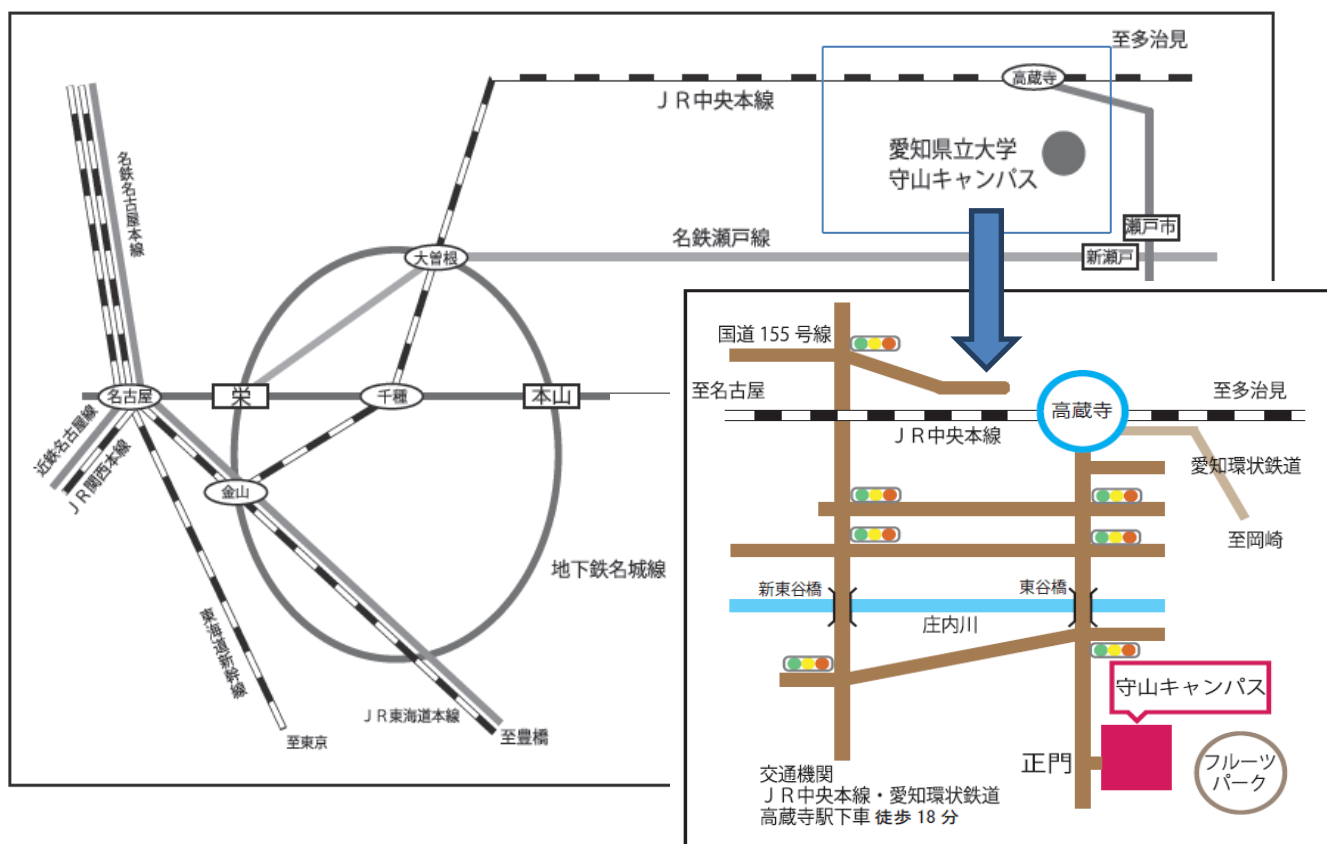 至多治見
高蔵寺
ＪＲ中央本線
愛知県立大学
守山キャンパス
名鉄名古屋本線
名鉄瀬戸線
瀬戸市
新瀬戸
大曽根
名古屋
栄
千種
本山
近鉄名古屋線
ＪＲ関西本線
金山
地下鉄名城線
東海道新幹線
ＪＲ東海道本線
至東京
至豊橋
国道 155 号線
至名古屋
高蔵寺
至多治見
ＪＲ中央本線
愛知環状鉄道
至岡崎
新東谷橋
東谷橋
庄内川
守山キャンパス
正門
フルーツ
パーク
交通機関
ＪＲ中央本線・愛知環状鉄道
高蔵寺駅下車 徒歩 18 分